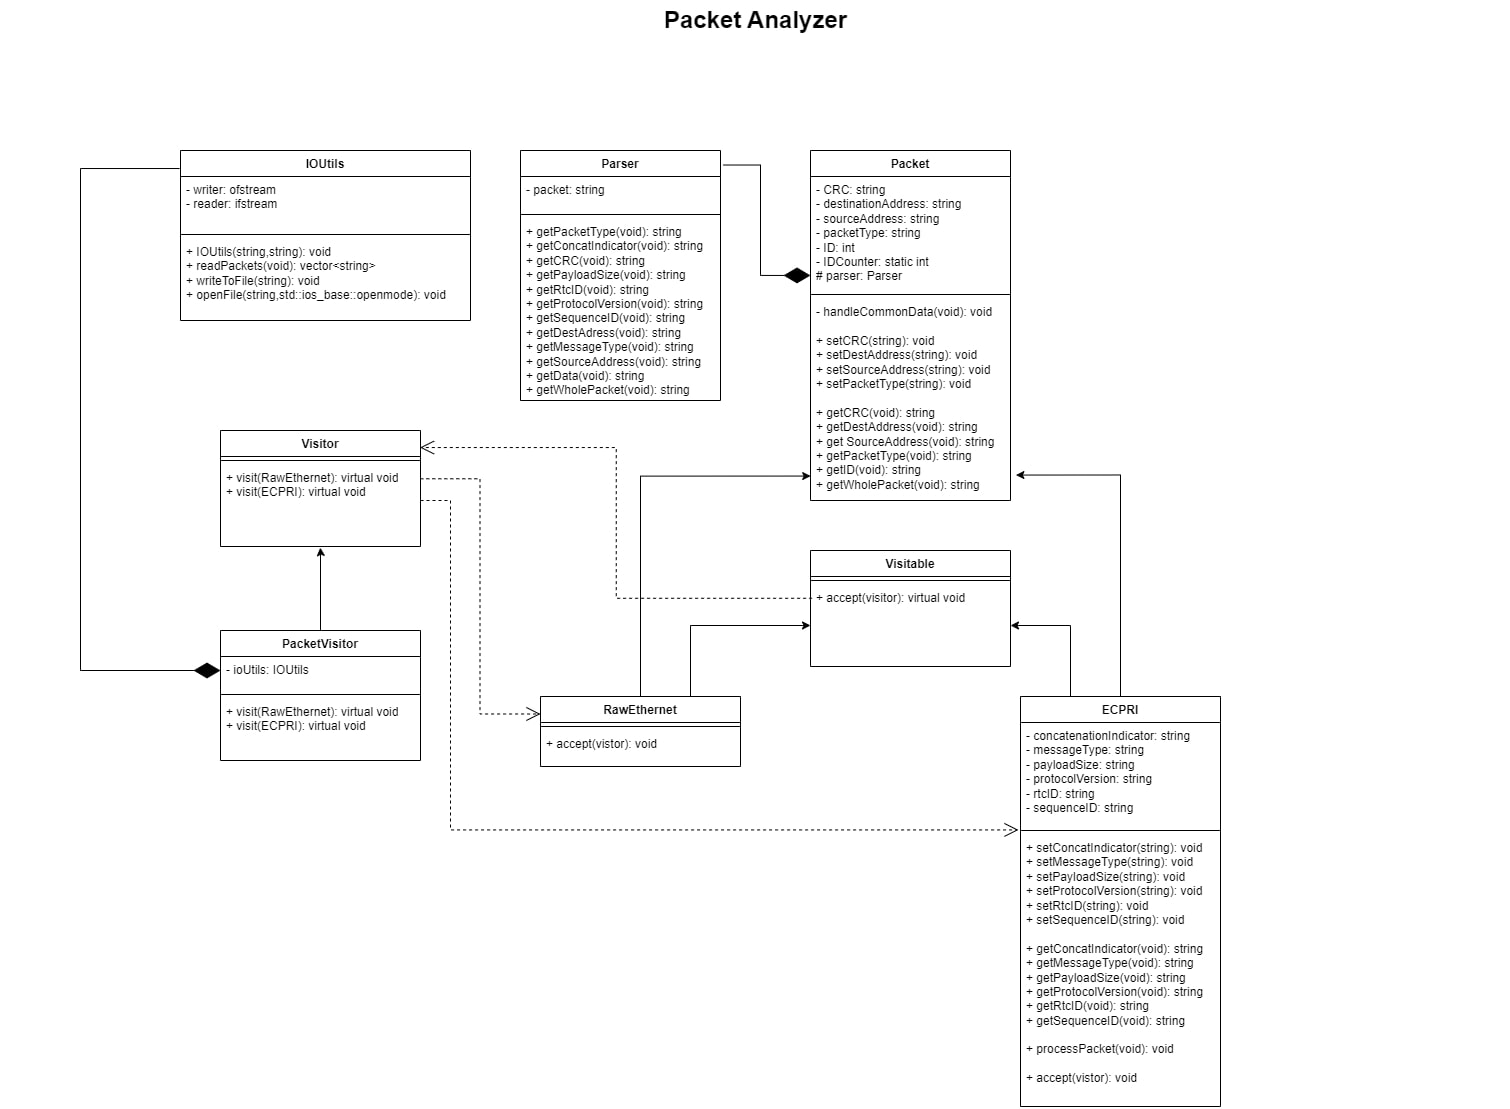 Packet Analyzer
IOUtils
- writer: ofstream
- reader: ifstream
+ IOUtils(string,string): void
+ readPackets(void): vector<string>
+ writeToFile(string): void
+ openFile(string,std::ios_base::openmode): void
Parser
- packet: string
+ getPacketType(void): string
+ getConcatIndicator(void): string
+ getCRC(void): string
+ getPayloadSize(void): string
+ getRtcID(void): string
+ getProtocolVersion(void): string
+ getSequenceID(void): string
+ getDestAdress(void): string
+ getMessageType(void): string
+ getSourceAddress(void): string
+ getData(void): string
+ getWholePacket(void): string
Packet
- CRC: string
- destinationAddress: string
- sourceAddress: string
- packetType: string
- ID: int
- IDCounter: static int
# parser: Parser
- handleCommonData(void): void
+ setCRC(string): void
+ setDestAddress(string): void
+ setSourceAddress(string): void
+ setPacketType(string): void
+ getCRC(void): string
+ getDestAddress(void): string
+ get SourceAddress(void): string
+ getPacketType(void): string
+ getID(void): string
+ getWholePacket(void): string
Visitor
+ visit(RawEthernet): virtual void
+ visit(ECPRI): virtual void
Visitable
+ accept(visitor): virtual void
PacketVisitor
- ioUtils: IOUtils
+ visit(RawEthernet): virtual void
+ visit(ECPRI): virtual void
RawEthernet
+ accept(vistor): void
ECPRI
- concatenationIndicator: string
- messageType: string
- payloadSize: string
- protocolVersion: string
- rtcID: string
- sequenceID: string
+ setConcatIndicator(string): void
+ setMessageType(string): void
+ setPayloadSize(string): void
+ setProtocolVersion(string): void
+ setRtcID(string): void
+ setSequenceID(string): void
+ getConcatIndicator(void): string
+ getMessageType(void): string
+ getPayloadSize(void): string
+ getProtocolVersion(void): string
+ getRtcID(void): string
+ getSequenceID(void): string
+ processPacket(void): void
+ accept(vistor): void